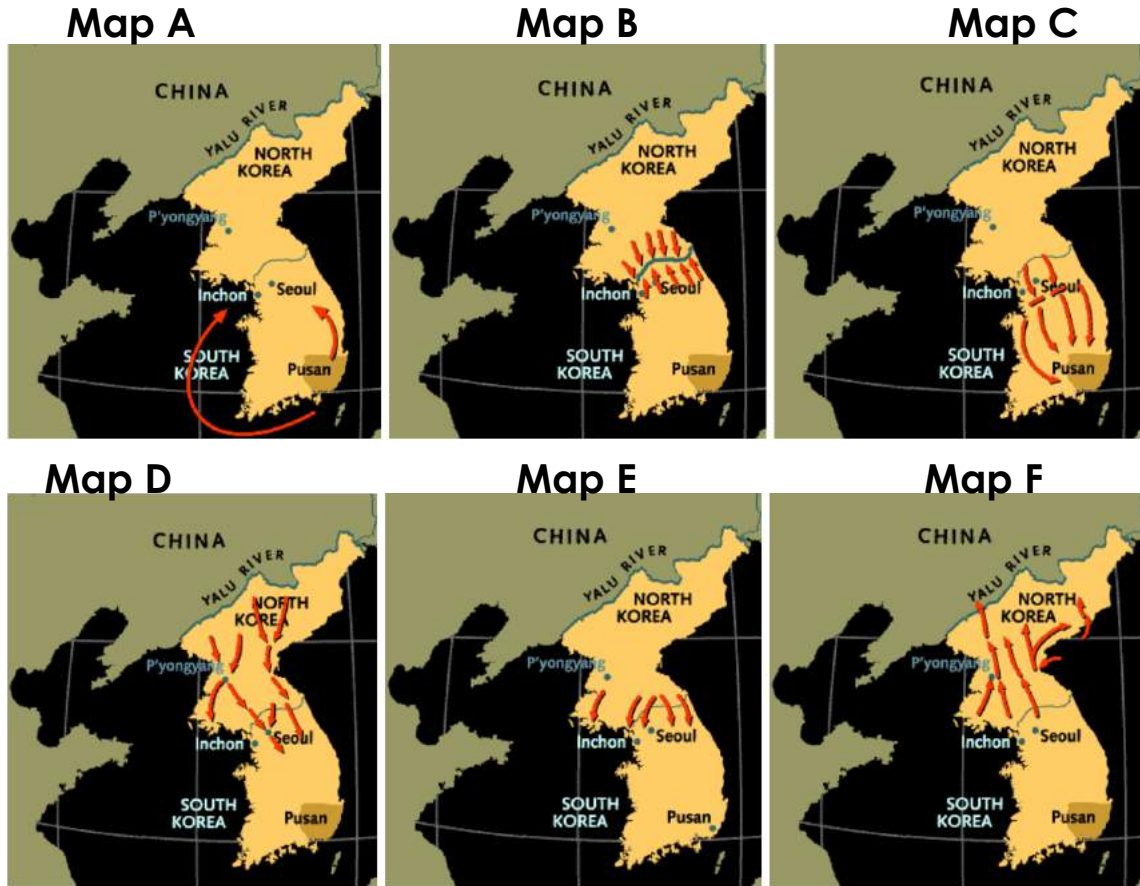 Map A
CHINA
YALU RIVER
NORTH
KOREA
P'yongyang
Inchon
Seoul
SOUTH
KOREA
Pusan
Map B
CHINA
YALU RIVER
NORTH
KOREA
P'yongyang
Inchon
Seoul
SOUTH
KOREA
Pusan
Map C
CHINA
YALU RIVER
NORTH
KOREA
P'yongyang
Inchon
Seoul
SOUTH
KOREA
Pusan
Map D
CHINA
YALU RIVER
NORTH
KOREA
P'yongyang
Inchon
Seoul
SOUTH
KOREA
Pusan
Map E
CHINA
YALU RIVER
NORTH
KOREA
P'yongyang
Inchon
Seoul
SOUTH
KOREA
Pusan
Map F
CHINA
YALU RIVER
NORTH
KOREA
P'yongyang
Inchon
Seoul
SOUTH
KOREA
Pusan